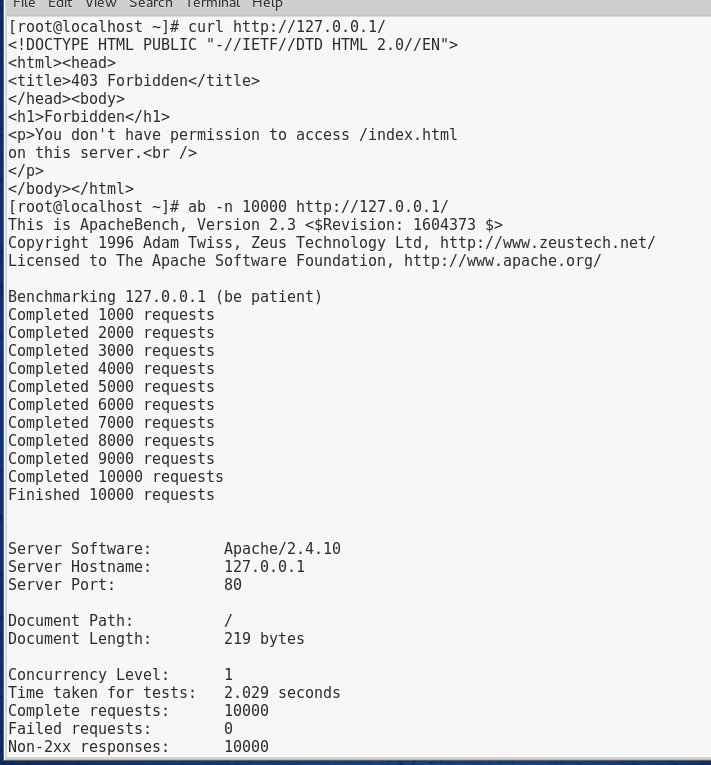 File Edit View Search Terminal Help
[root@localhost ~]# curl http://127.0.0.1/
<!DOCTYPE HTML PUBLIC "-//IETF//DTD HTML 2.0//EN">
<html><head>
<title>403 Forbidden</title>
</head><body>
<h1>Forbidden</h1>
<p>You don't have permission to access /index.html
on this server.<br />
</p>
</body></html>
[root@localhost ~]# ab -n 10000 http://127.0.0.1/
This is ApacheBench, Version 2.3 <$Revision: 1604373 $>
Copyright 1996 Adam Twiss, Zeus Technology Ltd, http://www.zeustech.net/
Licensed to The Apache Software Foundation, http://www.apache.org/

Benchmarking 127.0.0.1 (be patient)
Completed 1000 requests
Completed 2000 requests
Completed 3000 requests
Completed 4000 requests
Completed 5000 requests
Completed 6000 requests
Completed 7000 requests
Completed 8000 requests
Completed 9000 requests
Completed 10000 requests
Finished 10000 requests

Server Software: Apache/2.4.10
Server Hostname: 127.0.0.1
Server Port: 80

Document Path: /
Document Length: 219 bytes

Concurrency Level: 1
Time taken for tests: 2.029 seconds
Complete requests: 10000
Failed requests: 0
Non-2xx responses: 10000